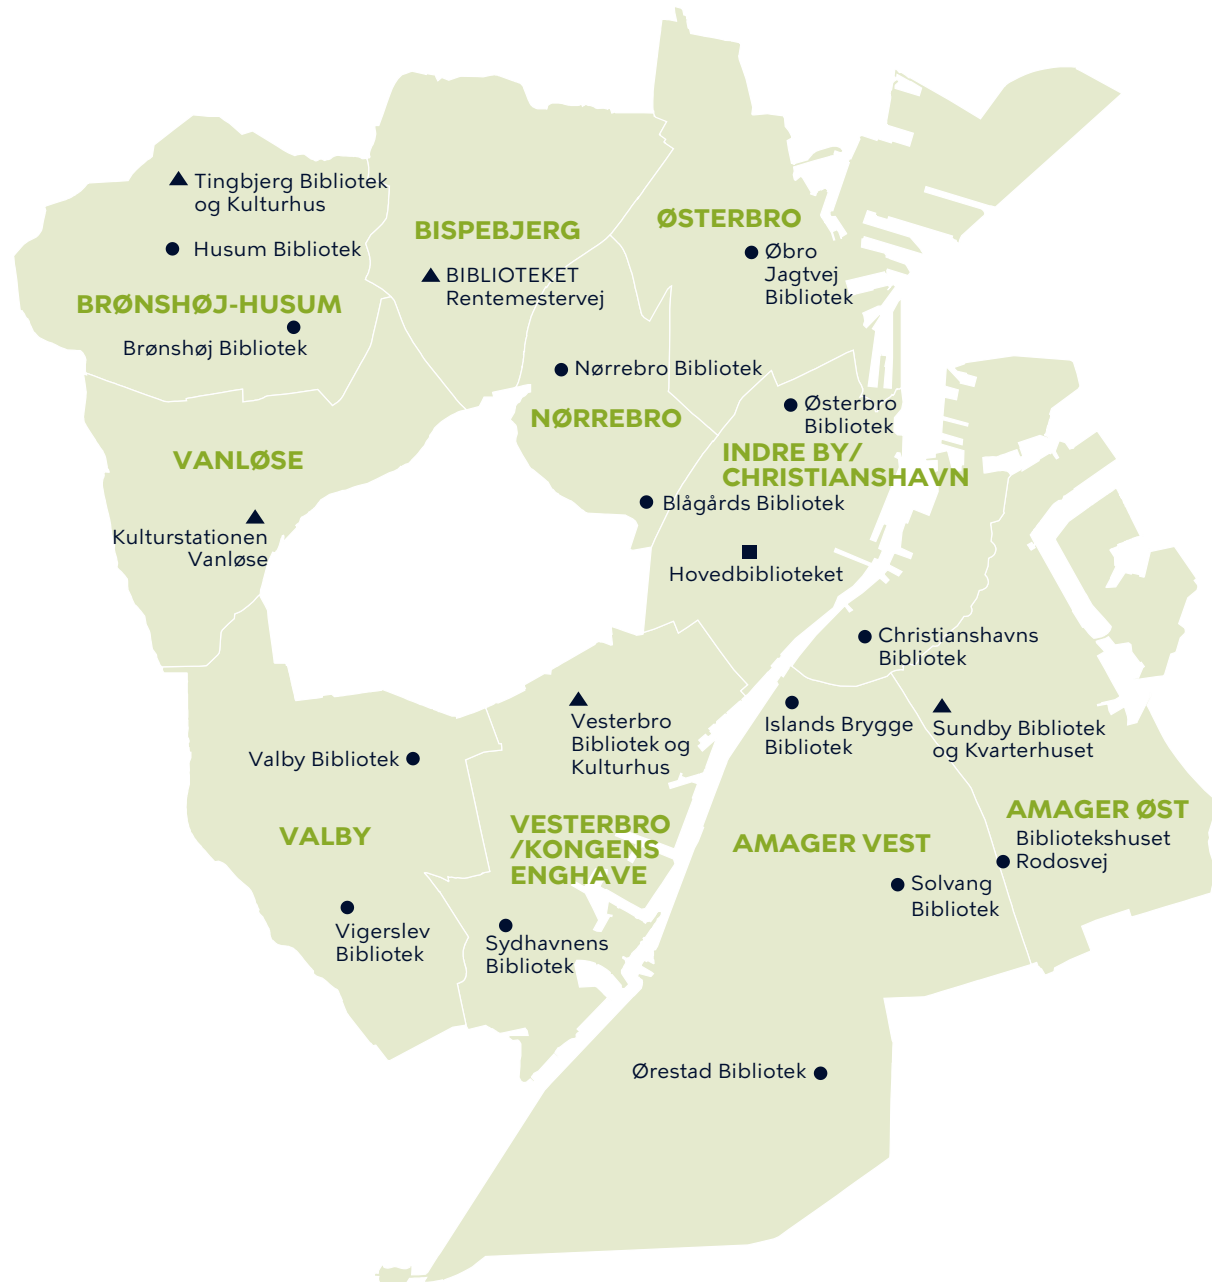 Tingbjerg Bibliotek
og Kulturhus
Husum Bibliotek
BRØNSHØJ-HUSUM
Brønshøj Bibliotek
BISPEBJERG
BIBLIOTEKET
Rentemestervej
ØSTERBRO
Øbro
Jagtvej
Bibliotek
Nørrebro Bibliotek
NØRREBRO
Østerbro
Bibliotek
INDRE BY/
CHRISTIANSHAVN
Blågårds Bibliotek
Hovedbiblioteket
VANLØSE
Kulturstationen
Vanløse
Christianshavns
Bibliotek
Vesterbro
Bibliotek og
Kulturhus
Islands Brygge
Bibliotek
Sundby Bibliotek
og Kvarterhuset
Valby Bibliotek
VALBY
VESTERBRO
/KONGENS
ENGHAVE
AMAGER VEST
AMAGER ØST
Bibliotekshuset
Rodosvej
Solvang
Bibliotek
Vigerslev
Bibliotek
Sydhavnens
Bibliotek
Ørestad Bibliotek